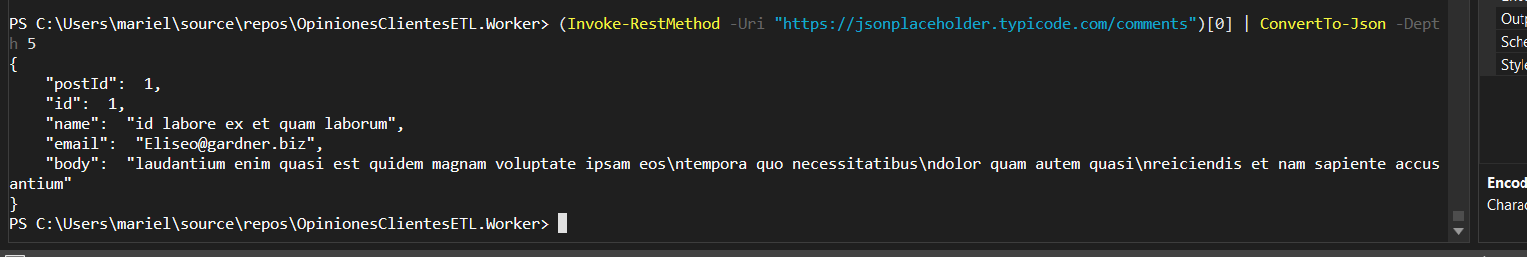 PS C:\Users\mariel\source\repos\OpinionesClientesETL.Worker> (Invoke-RestMethod -Uri "https://jsonplaceholder.typicode.com/comments")[0] | ConvertTo-Json -Dept
h 5
{
    "postId":  1,
    "id":  1,
    "name":  "id labore ex et quam laborum",
    "email":  "Eliseo@gardner.biz",
    "body":  "laudantium enim quasi est quidem magnam voluptate ipsam eos\ntempora quo necessitatibus\ndolor quam autem quasi\nreiciendis et nam sapiente accus
antium"
}
PS C:\Users\mariel\source\repos\OpinionesClientesETL.Worker>
Outp
Sche
Style
Encod
Charac